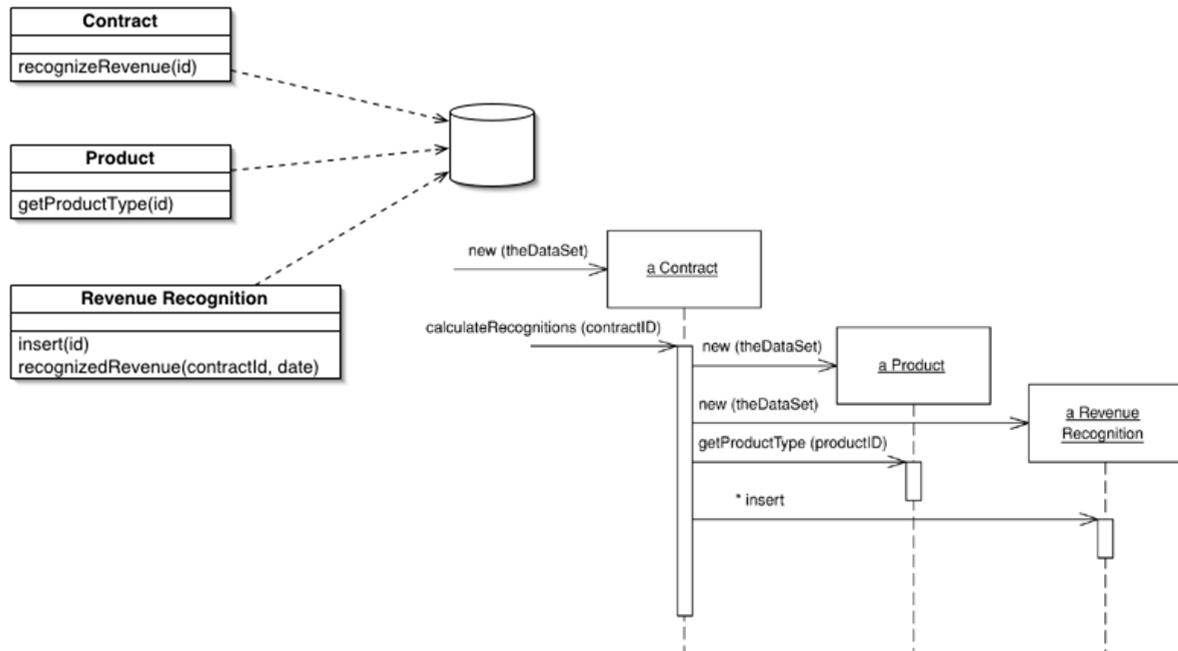 Contract
recognizeRevenue(id)
Product
getProductType(id)
Revenue Recognition
insert(id)
recognizedRevenue(contractId, date)
new (theDataSet)
a Contract
calculateRecognitions (contractID)
new (theDataSet)
a Product
new (theDataSet)
a Revenue
Recognition
getProductType (productID)
* insert